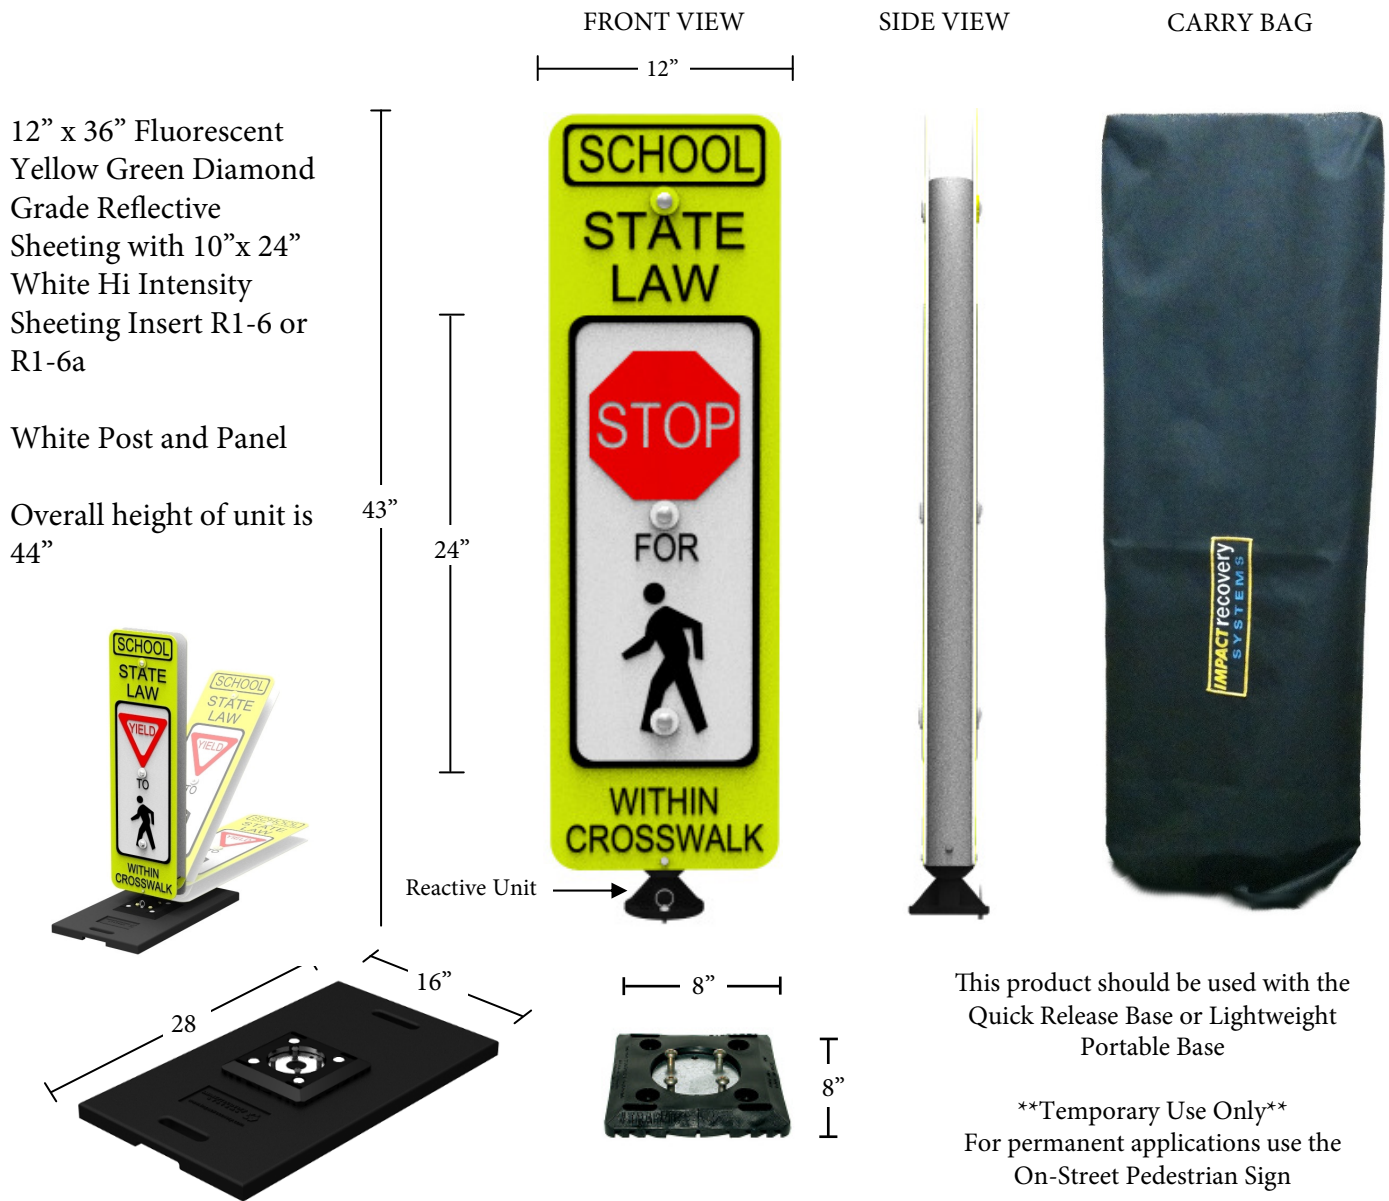 FRONT VIEW
SIDE VIEW
CARRY BAG
12”
12” x 36” Fluorescent
Yellow Green Diamond
Grade Reflective
Sheeting with 10”x 24”
White Hi Intensity
Sheeting Insert R1-6 or
R1-6a
White Post and Panel
Overall height of unit is
44”
43”
24”
SCHOOL
STATE
LAW
STOP
FOR
WITHIN
CROSSWALK
Reactive Unit
IMPACTrecovery
SYSTEMS
SCHOOL
STATE
LAW
YIELD
TO
WITHIN
CROSSWALK
SCHOOL
STATE
LAW
YIELD
TO
SCHOOL
STATE
LAW
28
16”
8”
8”
This product should be used with the
Quick Release Base or Lightweight
Portable Base
**Temporary Use Only**
For permanent applications use the
On-Street Pedestrian Sign